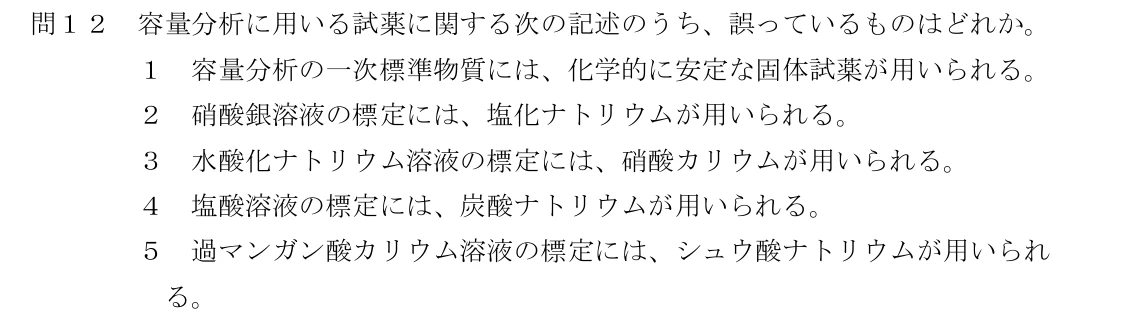 問１２　容量分析に用いる試薬に関する次の記述のうち、誤っているものはどれか。
１　容量分析の一次標準物質には、化学的に安定な固体試薬が用いられる。
２　硝酸銀溶液の標定には、塩化ナトリウムが用いられる。
３　水酸化ナトリウム溶液の標定には、硝酸カリウムが用いられる。
４　塩酸溶液の標定には、炭酸ナトリウムが用いられる。
５　過マンガン酸カリウム溶液の標定には、シュウ酸ナトリウムが用いられ
る。